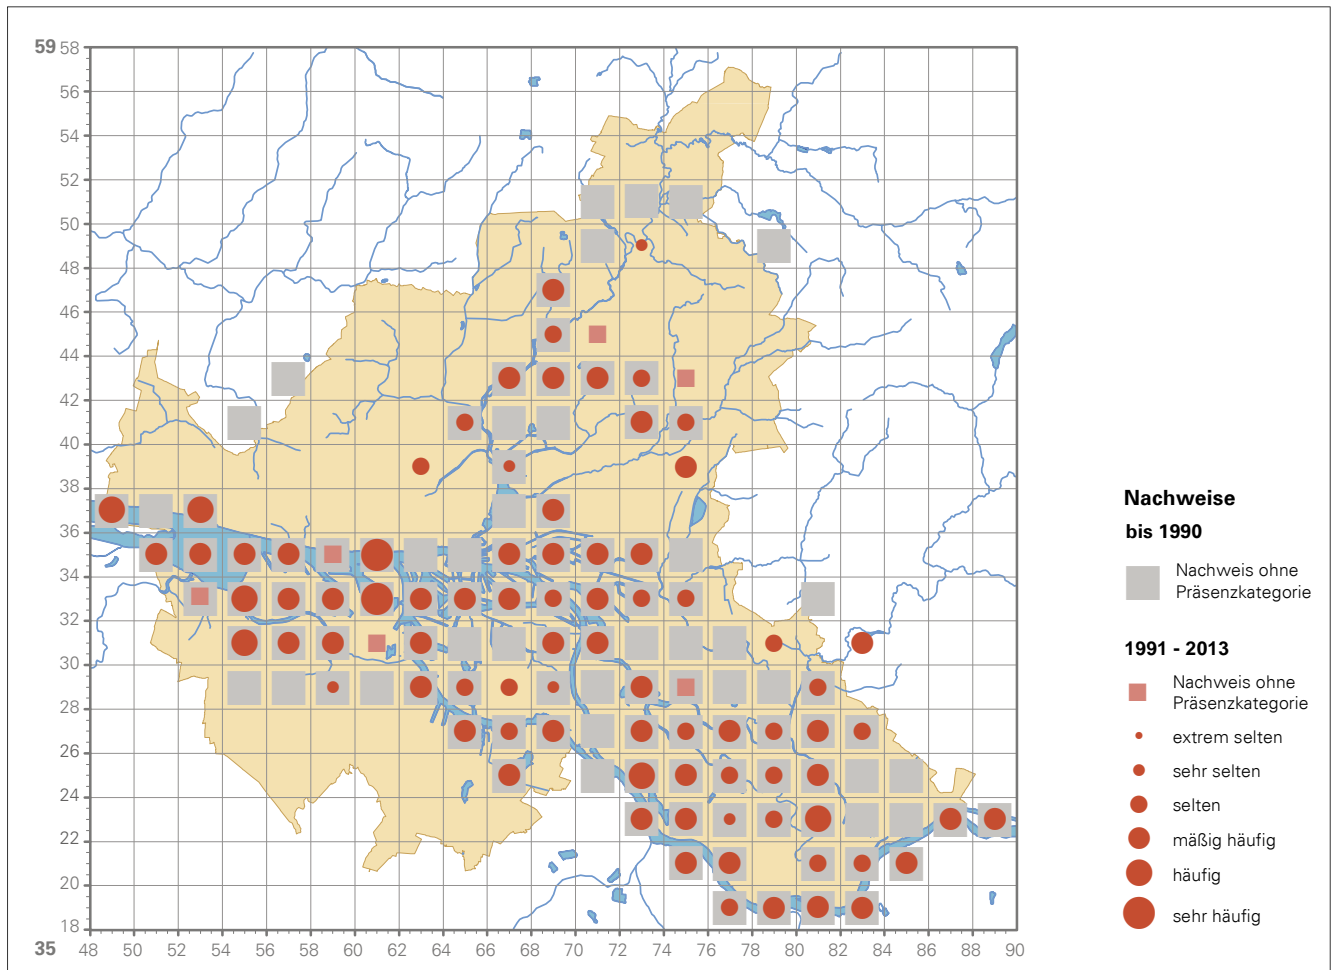 59 58
56
54
52
50
48
46
44
42
40
38
36
34
32
30
28
26
24
22
20
18
35
48 50 52 54 56 58 60 62 64 66 68 70 72 74 76 78 80 82 84 86 88 90
Nachweise
bis 1990
Nachweis ohne
Präsenzkategorie
1991 - 2013
Nachweis ohne
Präsenzkategorie
extrem selten
sehr selten
selten
mäßig häufig
häufig
sehr häufig